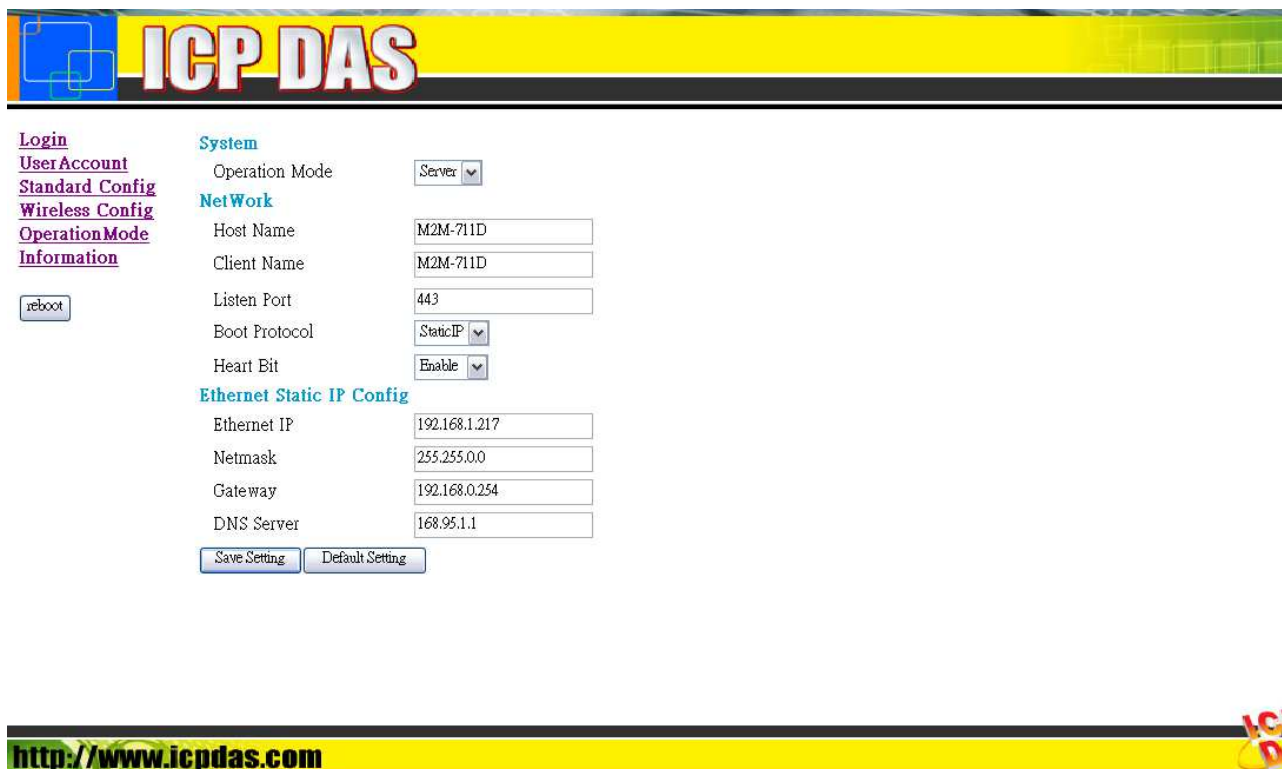 ICP DAS
Login
UserAccount
Standard Config
Wireless Config
OperationMode
Information
reboot
System
Operation Mode Server
NetWork
Host Name M2M-711D
Client Name M2M-711D
Listen Port 443
Boot Protocol StaticIP
Heart Bit Enable
Ethernet Static IP Config
Ethernet IP 192.168.1.217
Netmask 255.255.0.0
Gateway 192.168.0.254
DNS Server 168.95.1.1
Save Setting Default Setting
http://www.icpdas.com